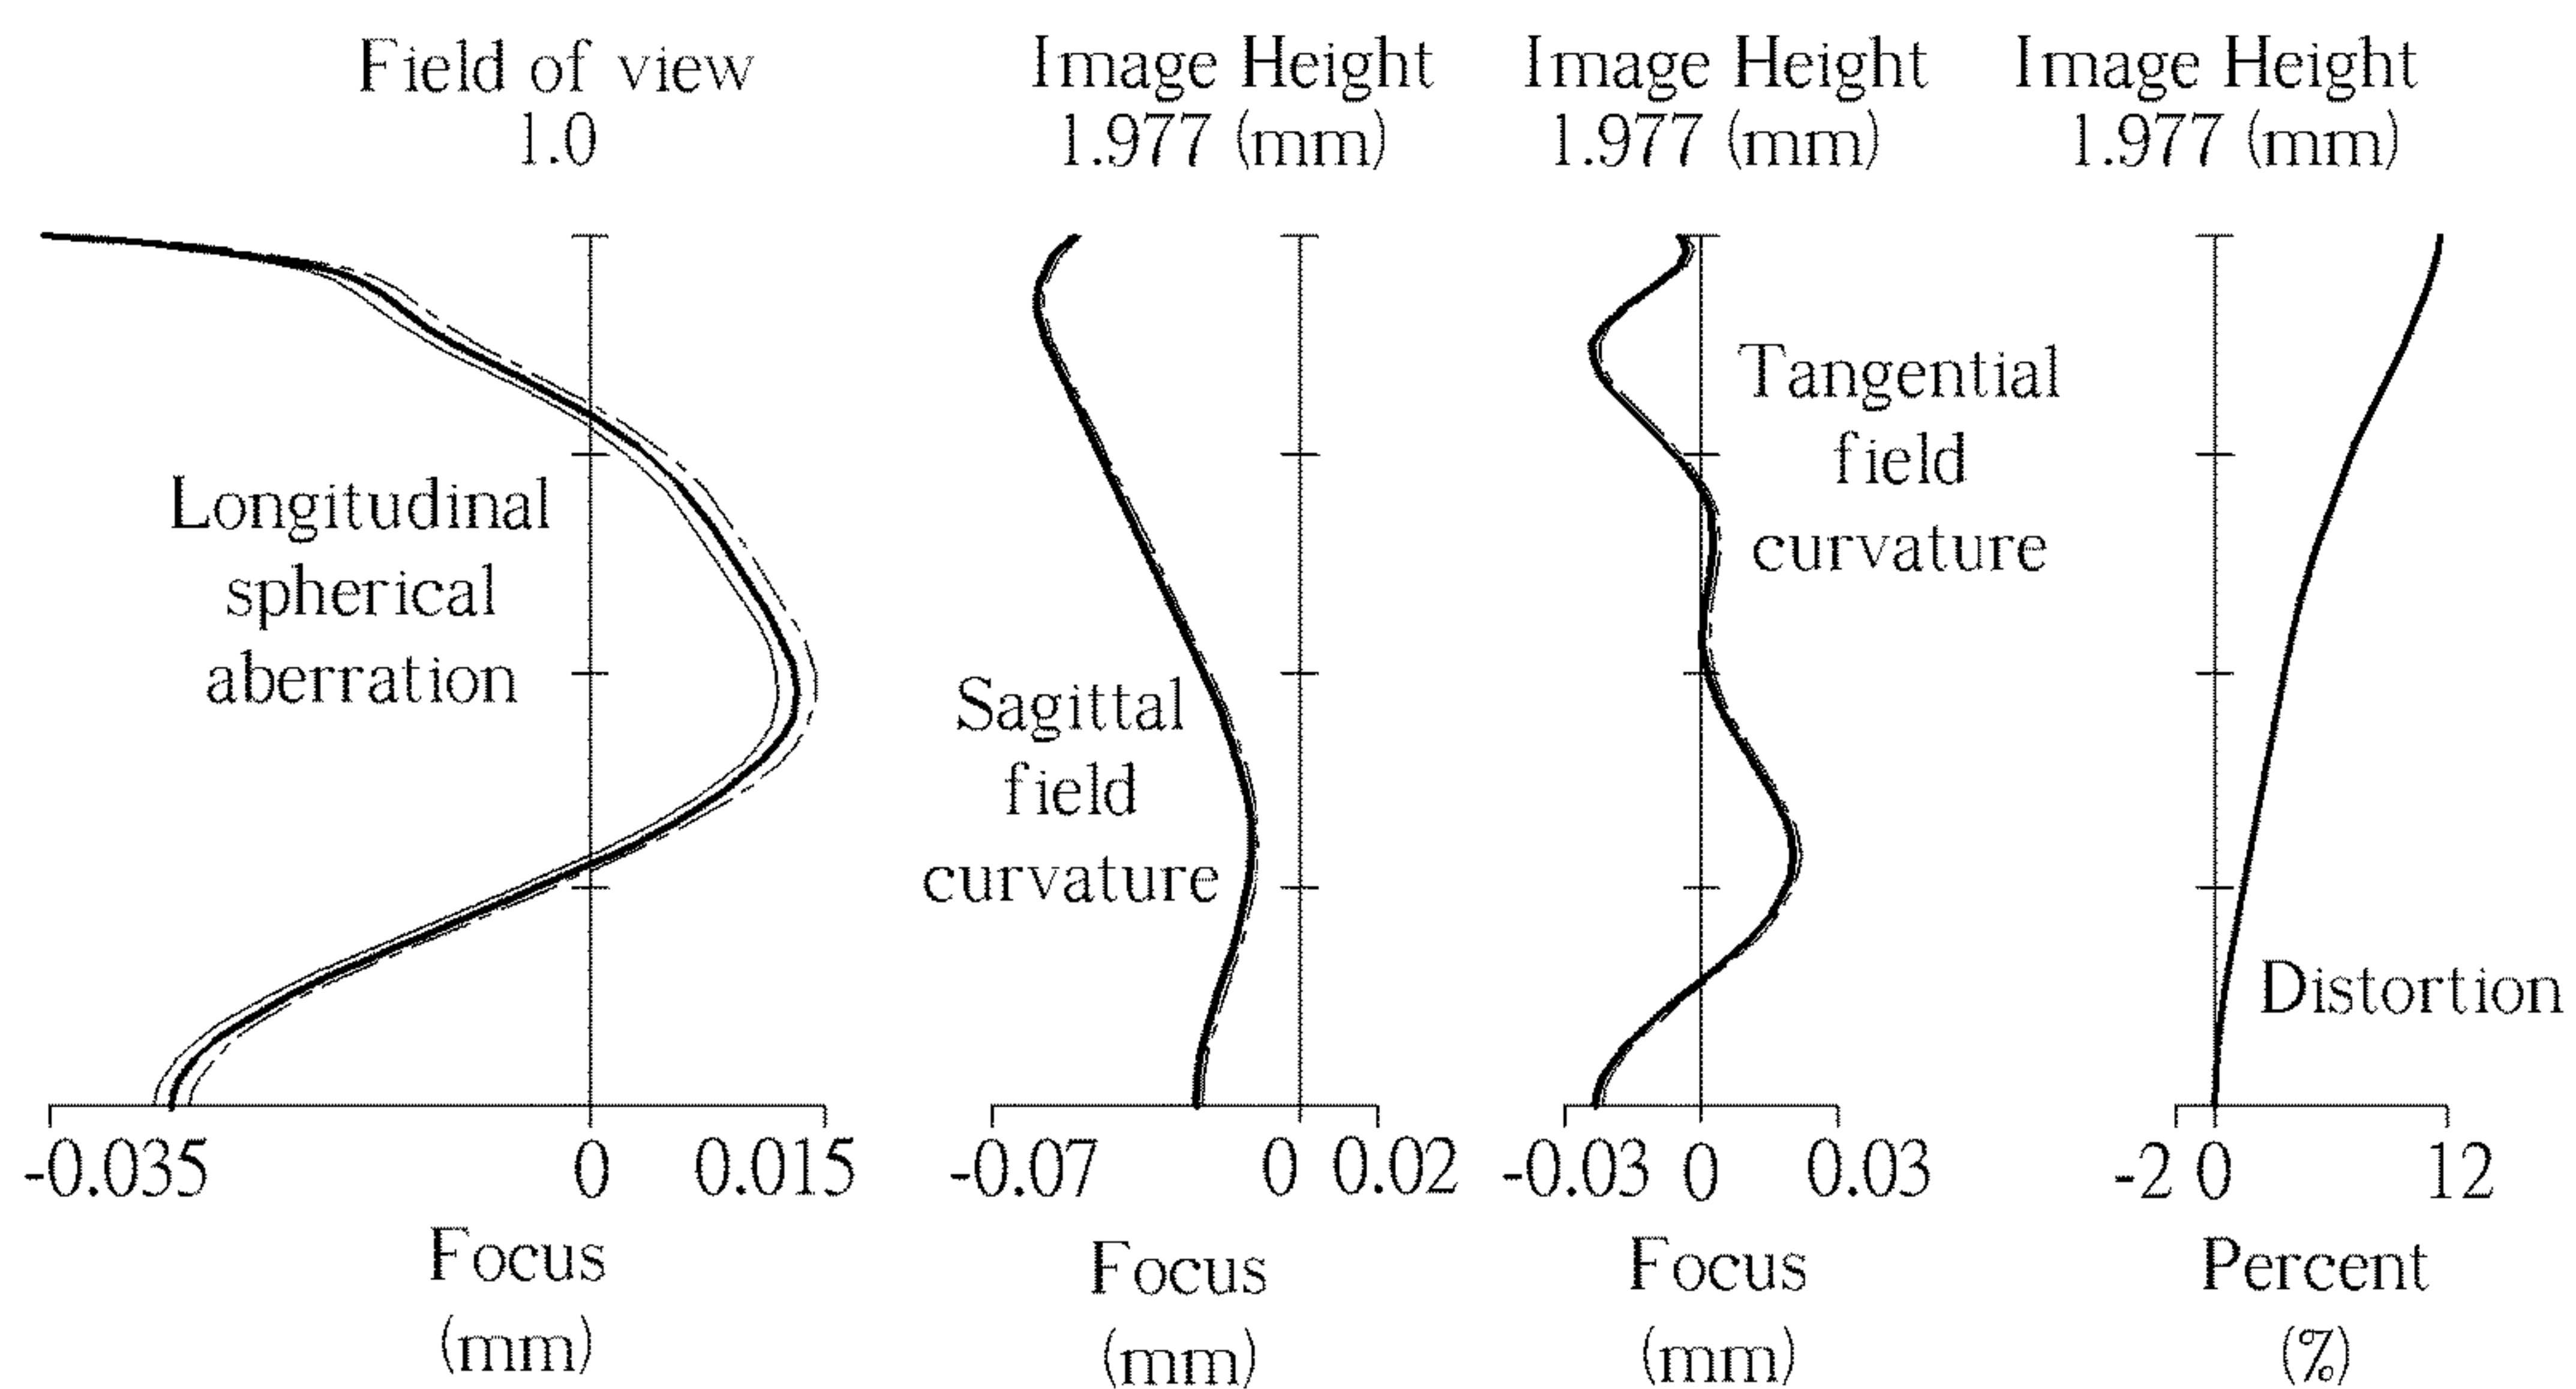 Field of view
1.0
Image Height
1.977 (mm)
Image Height
1.977 (mm)
Image Height
1.977 (mm)
Longitudinal
spherical
aberration
Sagittal
field
curvature
Tangential
field
curvature
Distortion
-0.035 0 0.015
Focus
(mm)
-0.07 0 0.02
Focus
(mm)
-0.03 0 0.03
Focus
(mm)
-2 0 12
Percent
(%)